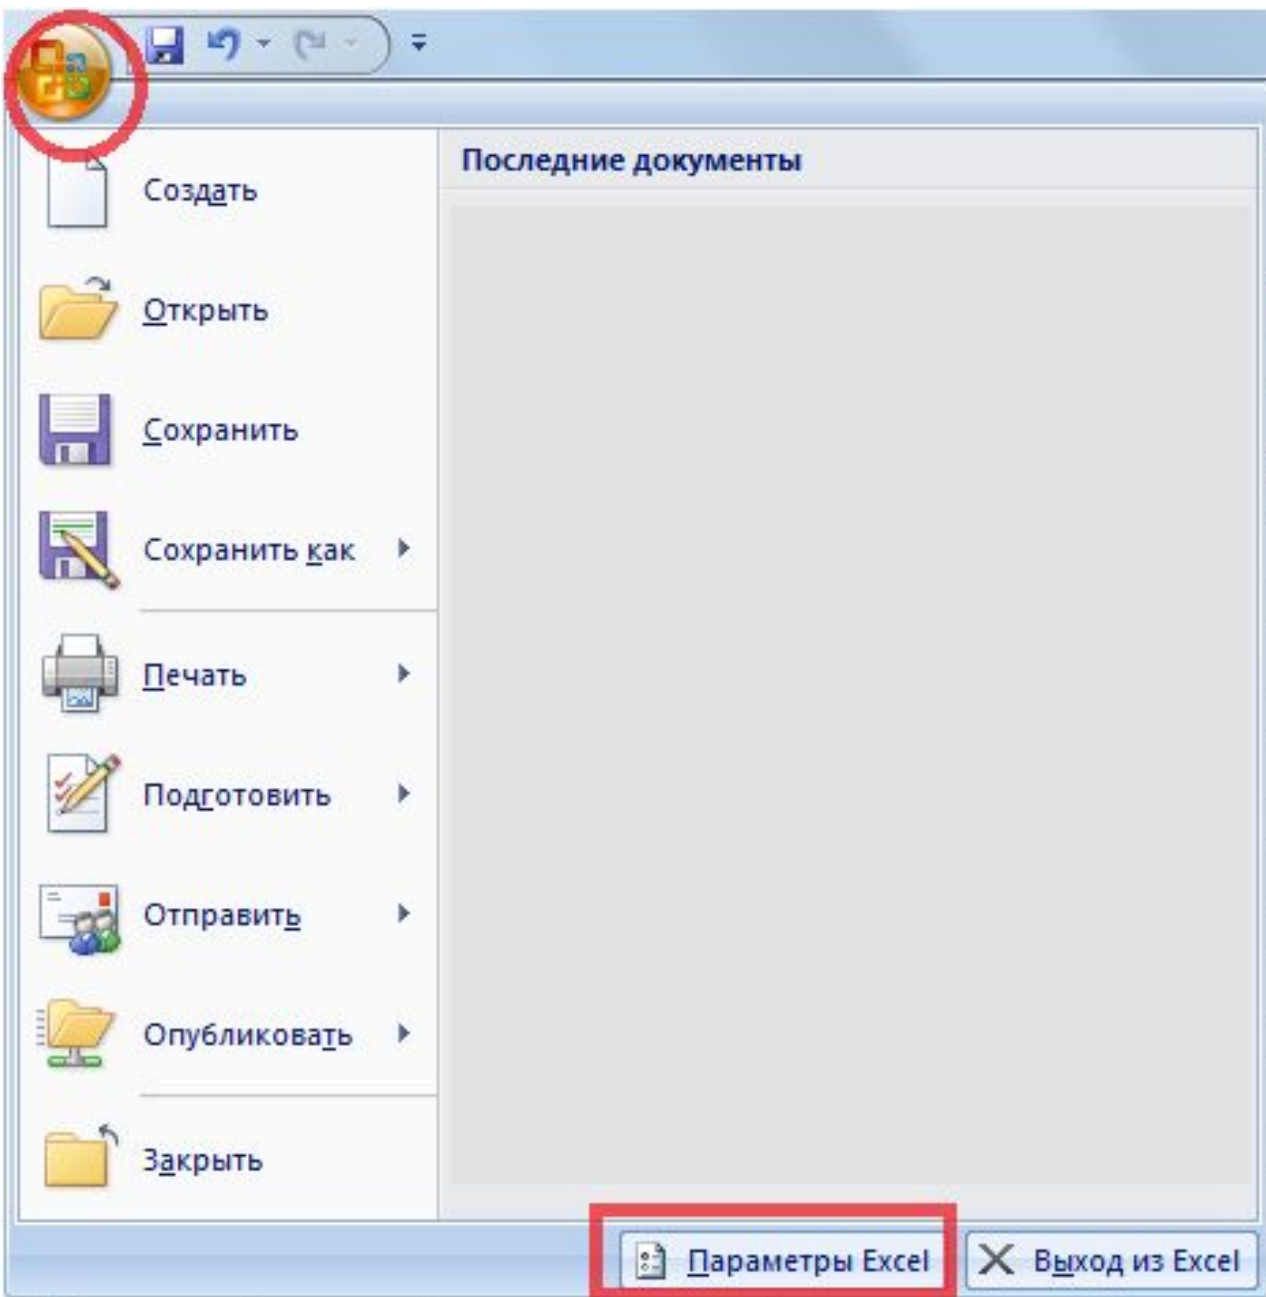 Последние документы
Создать
Открыть
Сохранить
Сохранить как
Печать
Подготовить
Отправить
Опубликовать
Закрыть
Параметры Excel
Выход из Excel